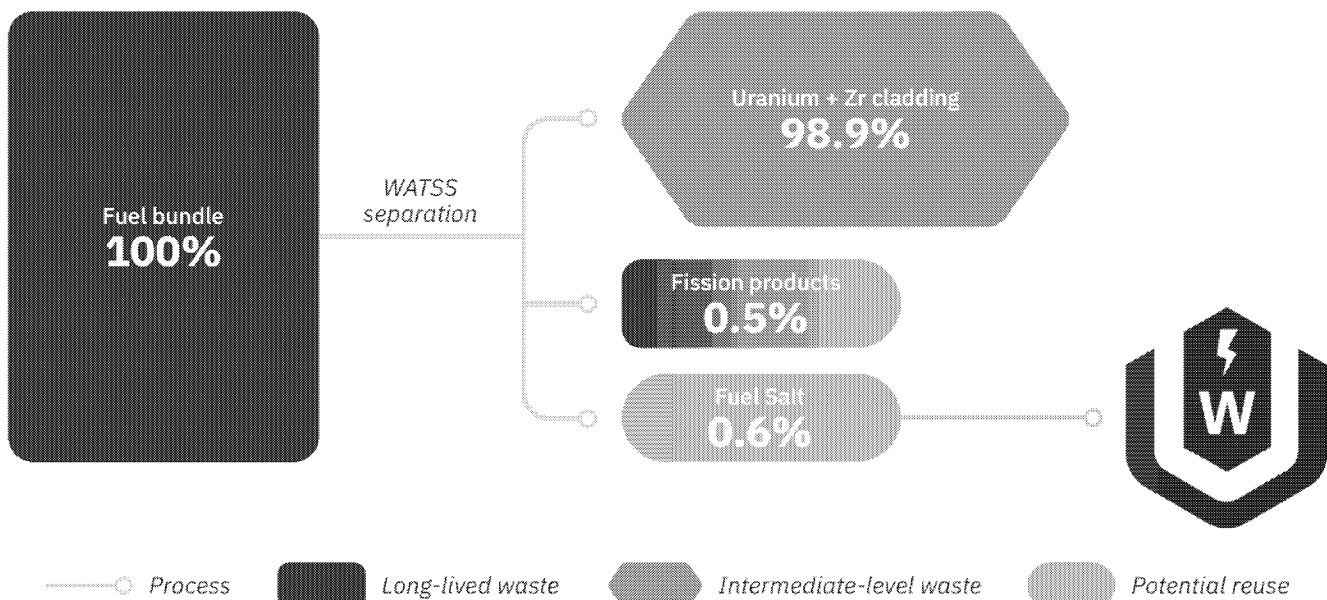 Fuel bundle
100%
WATSS
separation
Uranium + Zr cladding
98.9%
Fission products
0.5%
Fuel Salt
0.6%
W
Process
Long-lived waste
Intermediate-level waste
Potential reuse